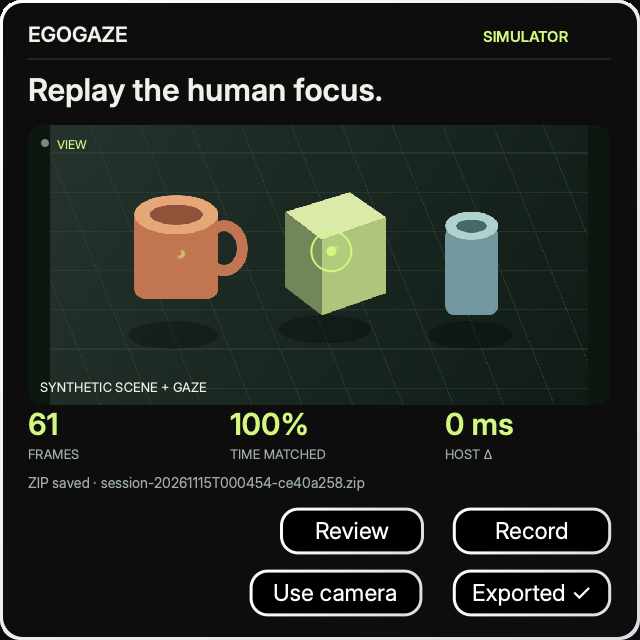 EGOGAZE SIMULATOR
Replay the human focus.
VIEW
SYNTHETIC SCENE + GAZE
61 100% 0 ms
FRAMES TIME MATCHED HOST Δ
ZIP saved · session-20261115T000454-ce40a258.zip
Review Record
Use camera Exported ✓